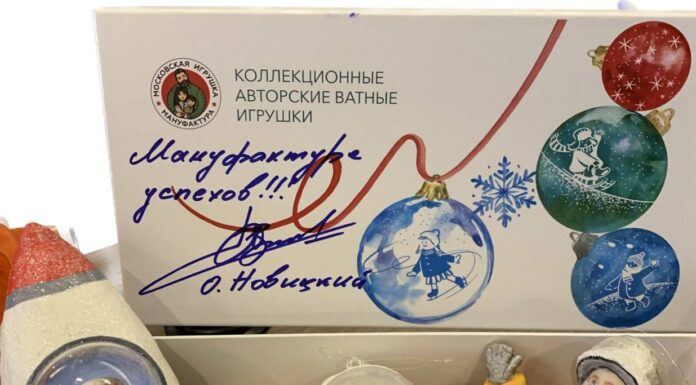 МОСКОВСКАЯ ИГРУШКА
МАНУФАКТУРА
КОЛЛЕКЦИОННЫЕ
АВТОРСКИЕ ВАТНЫЕ
ИГРУШКИ
Мануфактуре
успехов!!!
О. Новицкий